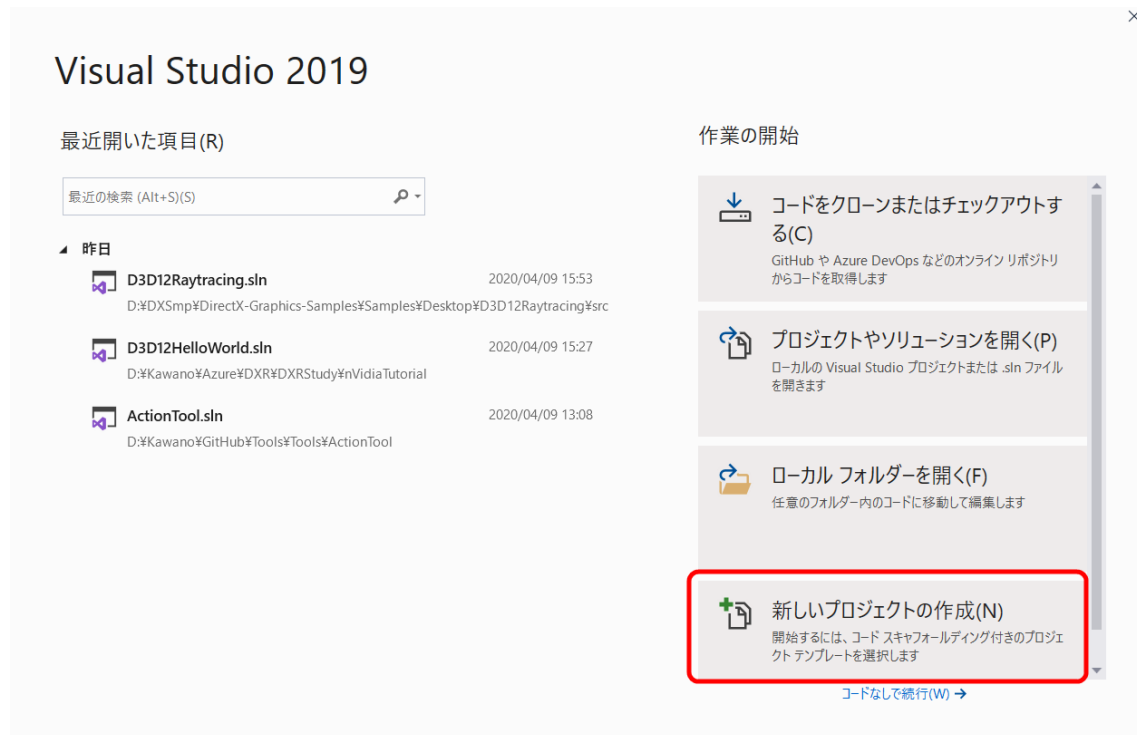 Visual Studio 2019
最近開いた項目(R)
最近の検索 (Alt+S)(S)
昨日
D3D12Raytracing.sln 2020/04/09 15:53
D:¥DXSmp¥DirectX-Graphics-Samples¥Samples¥Desktop¥D3D12Raytracing¥src
D3D12HelloWorld.sln 2020/04/09 15:27
D:¥Kawano¥Azure¥DXR¥DXRStudy¥nVidiaTutorial
ActionTool.sln 2020/04/09 13:08
D:¥Kawano¥GitHub¥Tools¥Tools¥ActionTool
作業の開始
コードをクローンまたはチェックアウトす
る(C)
GitHub や Azure DevOps などのオンライン リポジトリ
からコードを取得します
プロジェクトやソリューションを開く(P)
ローカルの Visual Studio プロジェクトまたは .sln ファイル
を開きます
ローカル フォルダーを開く(F)
任意のフォルダー内のコードに移動して編集します
新しいプロジェクトの作成(N)
開始するには、コード スキャフォールディング付きのプロジェ
クト テンプレートを選択します
コードなしで続行(W) →